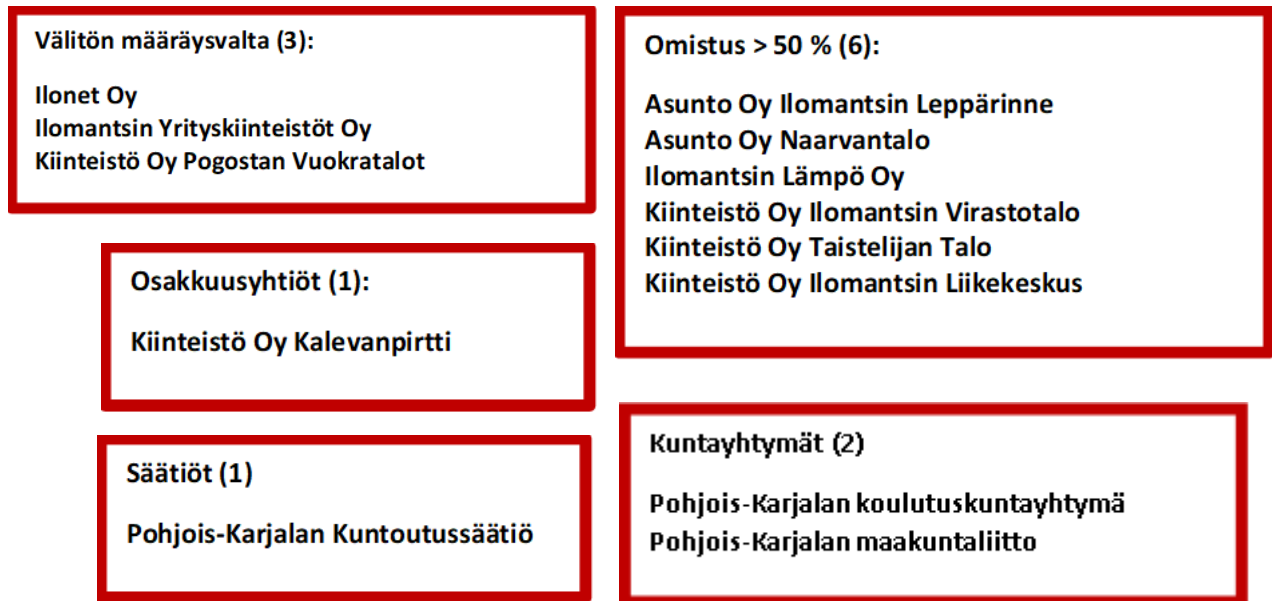 Välitön määräysvalta (3):
Ilonet Oy
Ilomantsin Yrityskiinteistöt Oy
Kiinteistö Oy Pogostan Vuokratalot
Omistus > 50 % (6):
Asunto Oy Ilomantsin Leppärinne
Asunto Oy Naarvantalo
Ilomantsin Lämpö Oy
Kiinteistö Oy Ilomantsin Virastotalo
Kiinteistö Oy Taistelijan Talo
Kiinteistö Oy Ilomantsin Liikekeskus
Osakkuusyhtiöt (1):
Kiinteistö Oy Kalevanpirtti
Säätiöt (1)
Pohjois-Karjalan Kuntoutussäätiö
Kuntayhtymät (2)
Pohjois-Karjalan koulutuskuntayhtymä
Pohjois-Karjalan maakuntaliitto